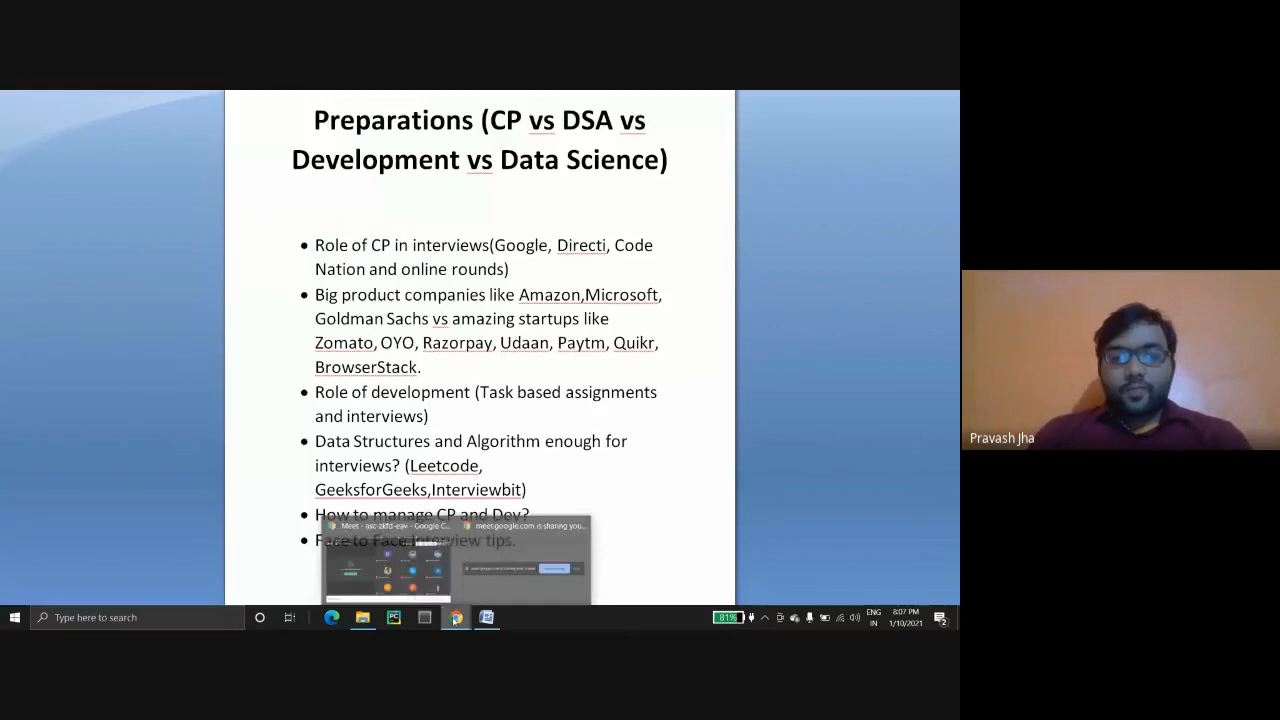 Preparations (CP vs DSA vs
Development vs Data Science)
Role of CP in interviews(Google, Directi, Code
Nation and online rounds)
Big product companies like Amazon,Microsoft,
Goldman Sachs vs amazing startups like
Zomato, OYO, Razorpay, Udaan, Paytm, Quikr,
BrowserStack.
Role of development (Task based assignments
and interviews)
Data Structures and Algorithm enough for
interviews? (Leetcode,
GeeksforGeeks,Interviewbit)
How to manage CP and Dev?
Face to Face interview tips.
Meet - - Google C...
meet.google.com is sharing you...
Pravash Jha
PC
Type here to search
81%
ENG
IN
8:07 PM
1/10/2021
2